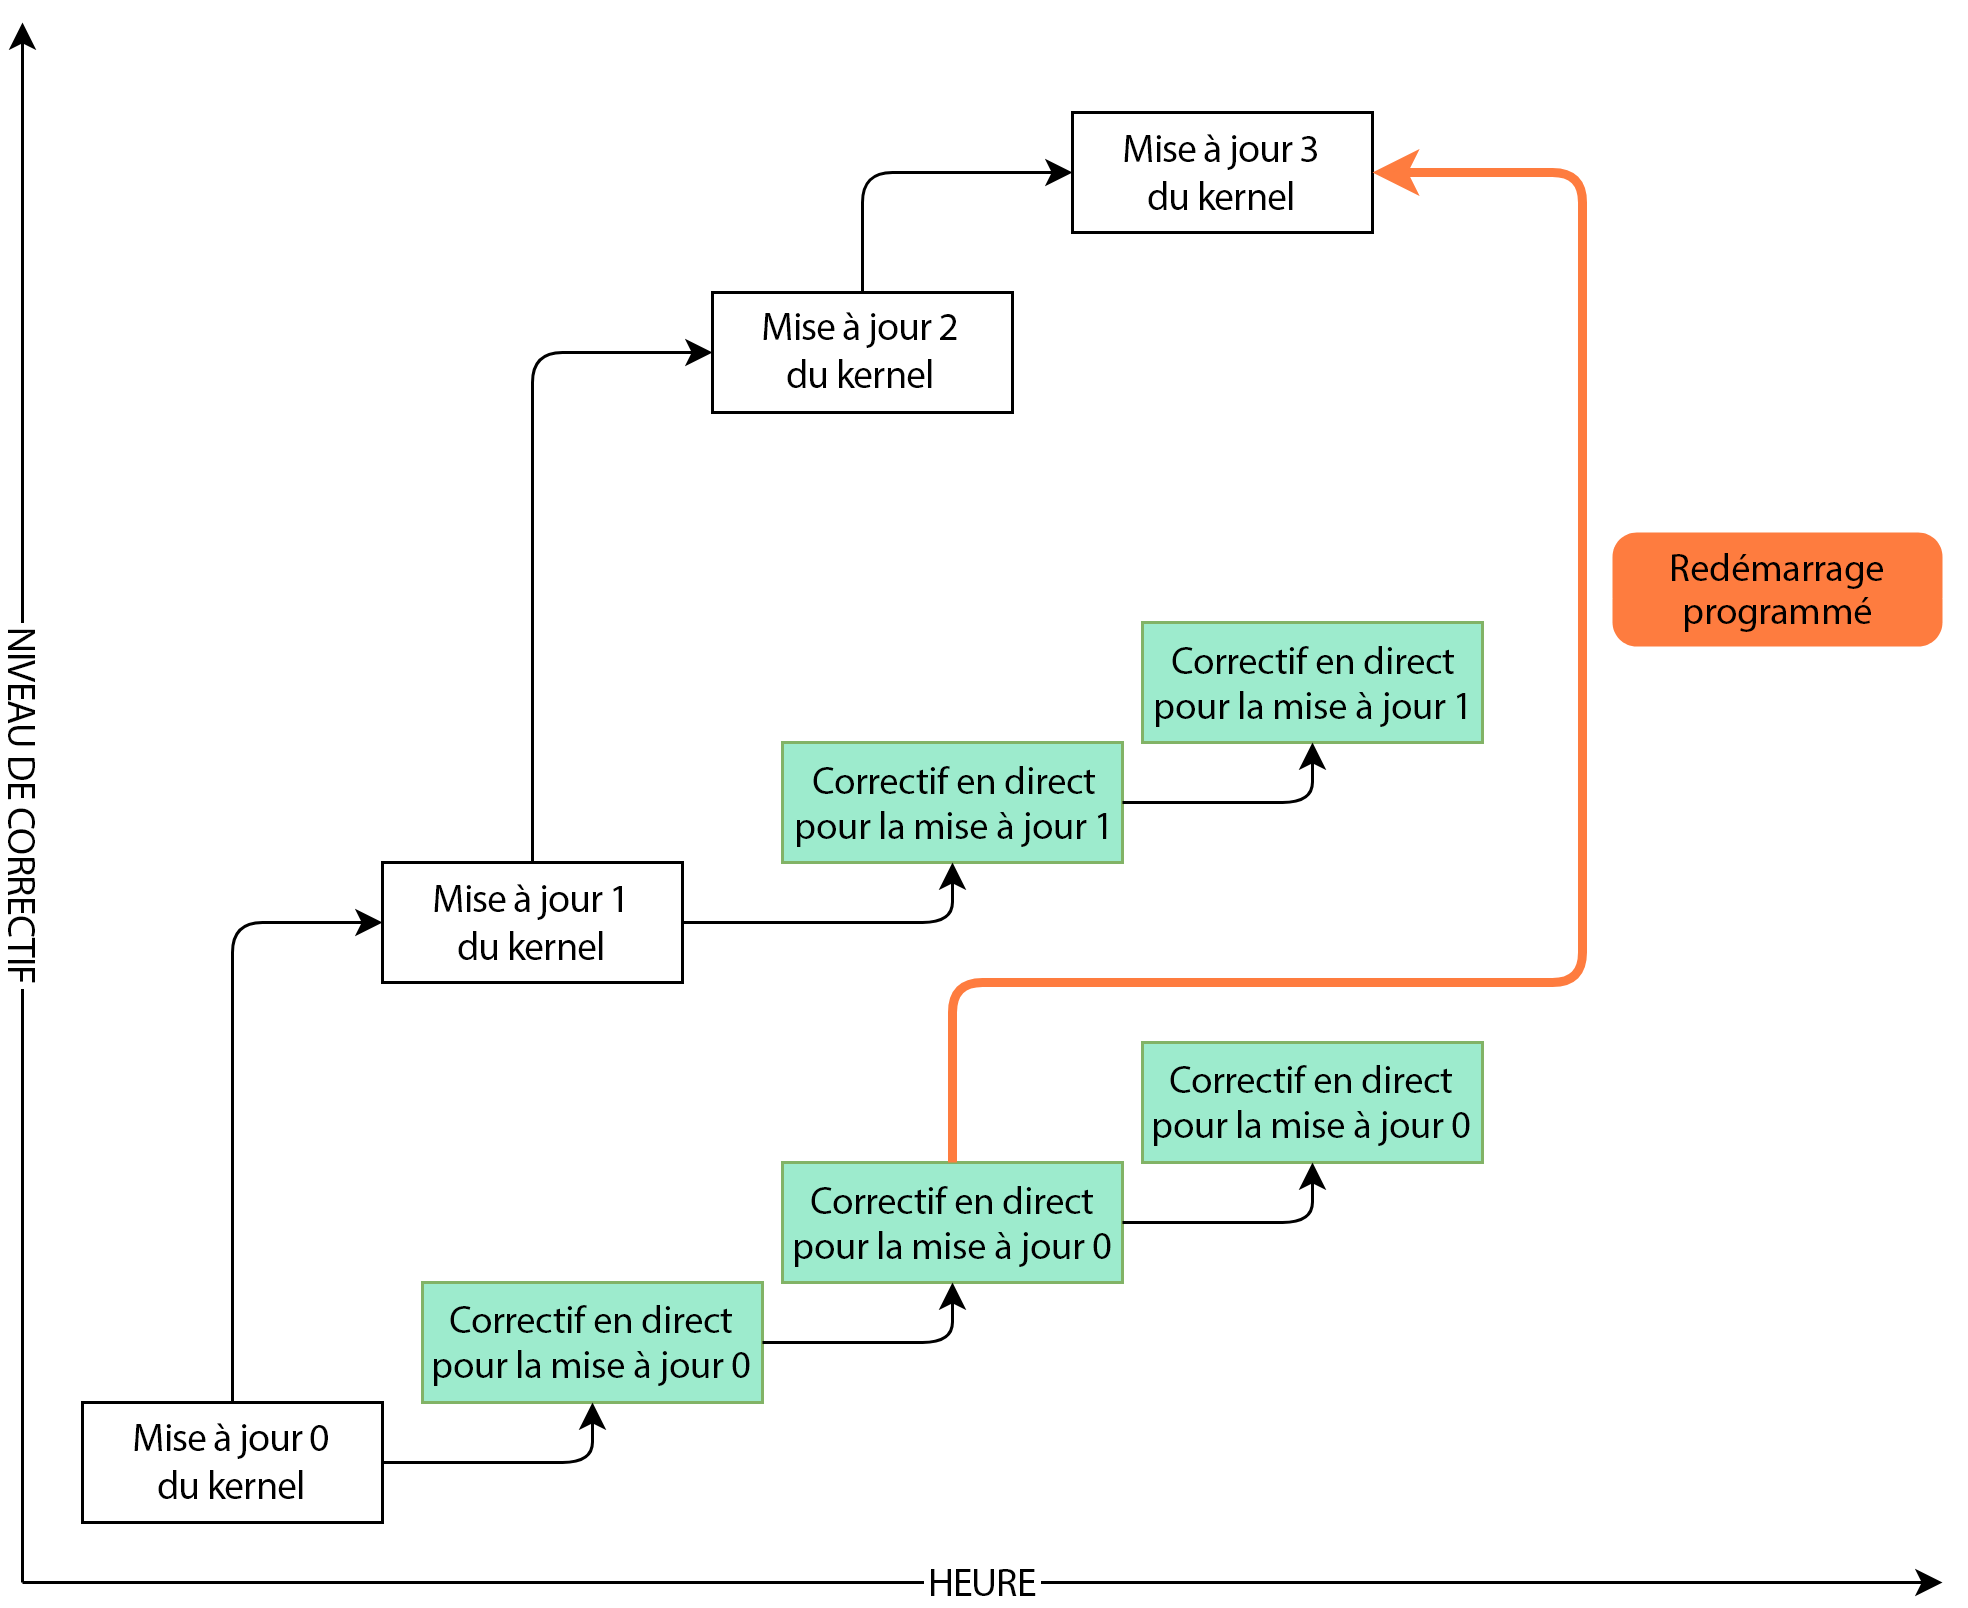 Mise à jour 3
du kernel
Mise à jour 2
du kernel
Redémarrage
programmé
Correctif en direct
pour la mise à jour 1
Correctif en direct
pour la mise à jour 1
NIVEAU DE CORRECTIF
Mise à jour 1
du kernel
Correctif en direct
pour la mise à jour 0
Correctif en direct
pour la mise à jour 0
Correctif en direct
pour la mise à jour 0
Mise à jour 0
du kernel
HEURE